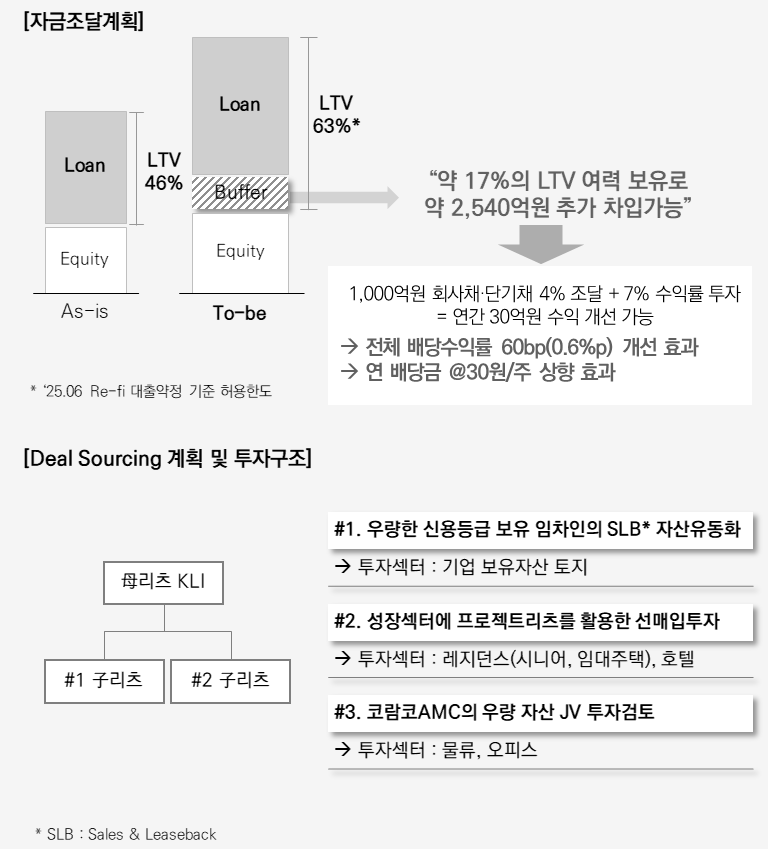 [자금조달계획]
Loan
LTV
46%
Equity
As-is
Loan
LTV
63%*
Buffer
Equity
To-be
“약 17%의 LTV 여력 보유로
약 2,540억원 추가 차입가능”
1,000억원 회사채·단기채 4% 조달 + 7% 수익률 투자
= 연간 30억원 수익 개선 가능
→ 전체 배당수익률 60bp(0.6%p) 개선 효과
→ 연 배당금 @30원/주 상향 효과
* ‘25.06 Re-fi 대출약정 기준 허용한도
[Deal Sourcing 계획 및 투자구조]
母리츠 KLI
#1 子리츠
#2 子리츠
#1. 우량한 신용등급 보유 임차인의 SLB* 자산유동화
→ 투자섹터 : 기업 보유자산 토지
#2. 성장섹터에 프로젝트리츠를 활용한 선매입투자
→ 투자섹터 : 레지던스(시니어, 임대주택), 호텔
#3. 코람코AMC의 우량 자산 JV 투자검토
→ 투자섹터 : 물류, 오피스
* SLB : Sales & Leaseback